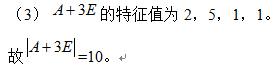 （3） A+3E 的特征值为 2，5，1，1。
故|A+3E|=10。